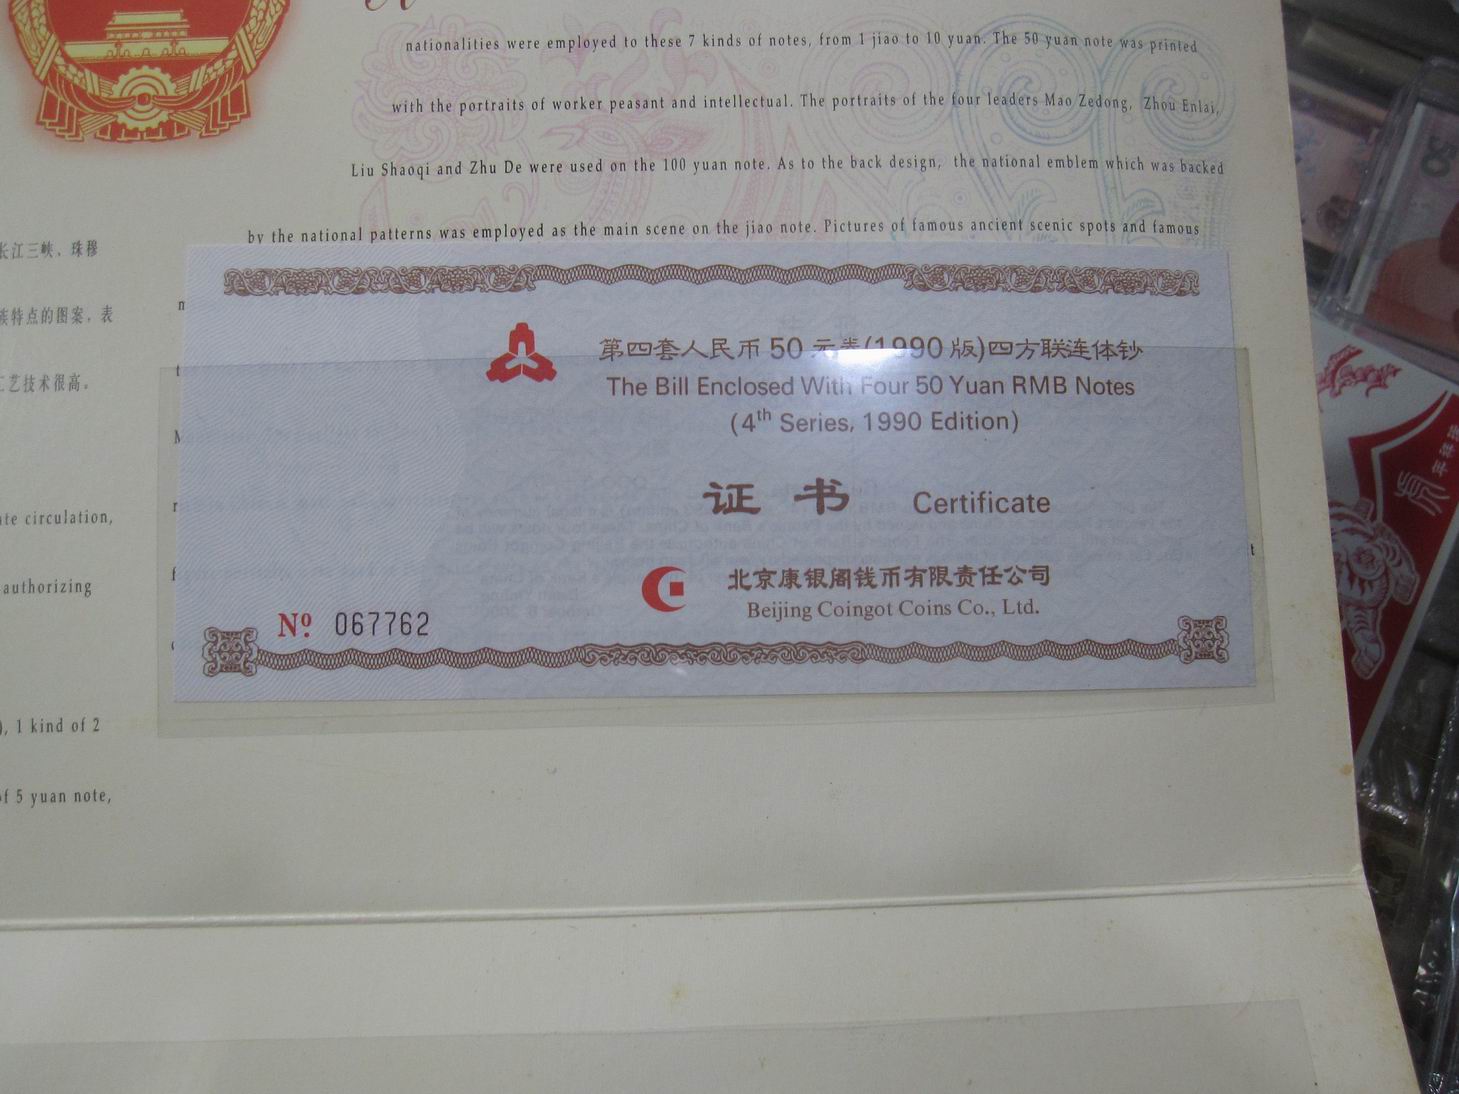 nationalities were employed to these 7 kinds of notes, from 1 jiao to 10 yuan. The 50 yuan note was printed
with the portraits of worker peasant and intellectual. The portraits of the four leaders Mao Zedong, Zhou Enlai,
Liu Shaoqi and Zhu De were used on the 100 yuan note. As to the back design, the national emblem which was backed
by the national patterns was employed as the main scene on the jiao note. Pictures of famous ancient scenic spots and famous
长江三峡、珠穆
族特点的图案，表
工艺技术很高。
circulation,
authorizing
1 kind of 2
of 5 yuan note,
第四套人民币 50 元券(1990 版)四方联连体钞
The Bill Enclosed With Four 50 Yuan RMB Notes
(4th Series, 1990 Edition)
证书 Certificate
北京康银阁钱币有限责任公司
Beijing Coingot Coins Co., Ltd.
Nº 067762
50
虎